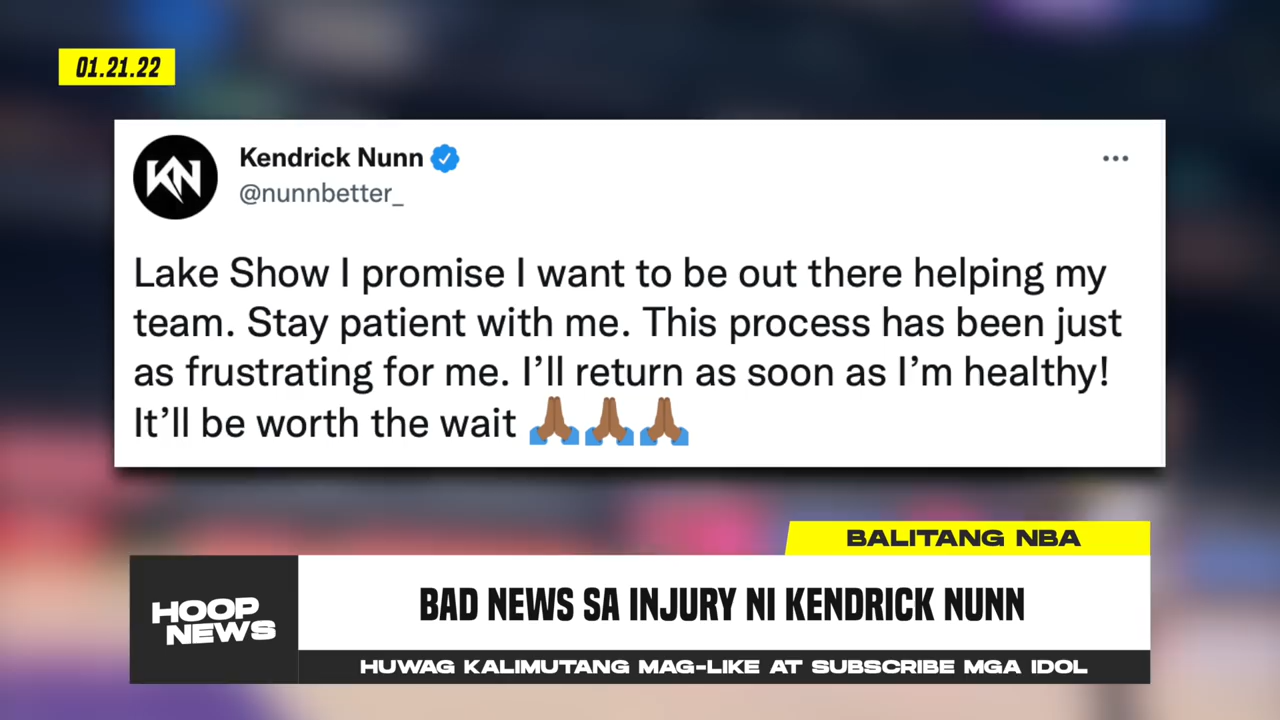 01.21.22
Kendrick Nunn
@nunnbetter_
Lake Show I promise I want to be out there helping my
team. Stay patient with me. This process has been just
as frustrating for me. I’ll return as soon as I’m healthy!
It’ll be worth the wait 🙏🏾🙏🏾🙏🏾
BALITANG NBA
HOOP
NEWS
BAD NEWS SA INJURY NI KENDRICK NUNN
HUWAG KALIMUTANG MAG-LIKE AT SUBSCRIBE MGA IDOL